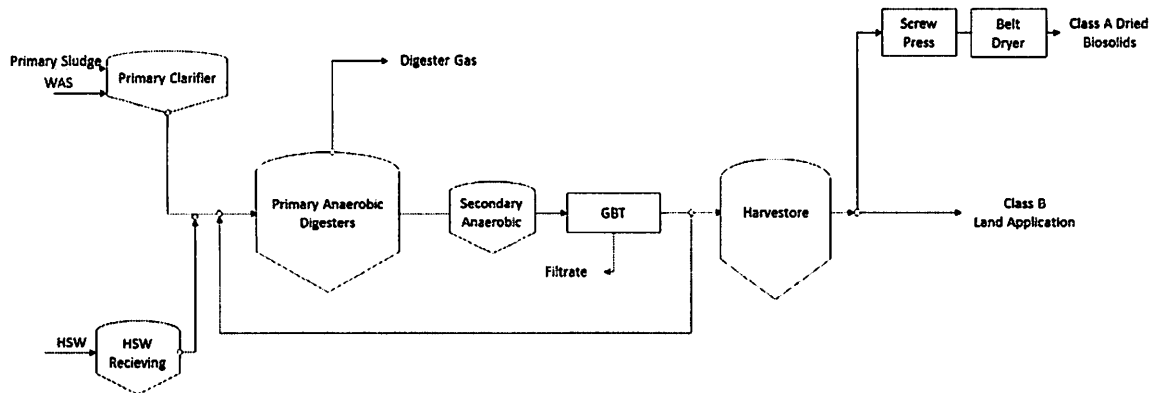 Screw
Press
Belt
Dryer
Class A Dried
Biosolids
Primary Sludge
WAS
Primary Clarifier
Digester Gas
Primary Anaerobic
Digesters
Secondary
Anaerobic
GBT
Harvestore
Class B
Land Application
Filtrate
HSW
HSW
Recieving